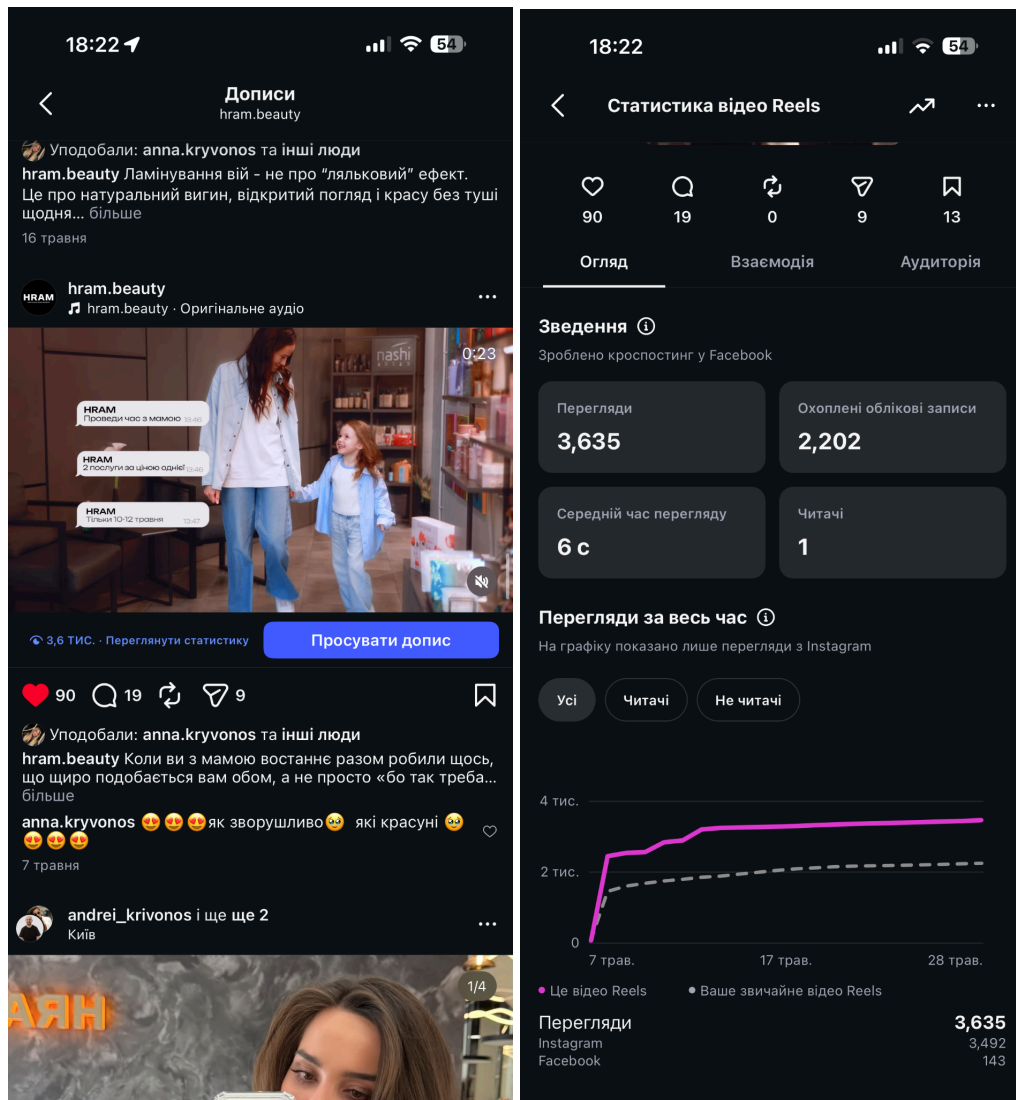 18:22
54
Дописи
hram.beauty
Уподобали: anna.kryvonos та інші люди
hram.beauty Ламінування вій - не про “ляльковий” ефект.
Це про натуральний вигин, відкритий погляд і красу без туші
щодня... більше
16 травня
HRAM
hram.beauty
hram.beauty · Оригінальне аудіо
nashi
0:23
HRAM
Проведи час з мамою 13:46
HRAM
2 послуги за ціною однієї 13:46
HRAM
Тільки 10-12 травня 13:47
3,6 ТИС. · Переглянути статистику
Просувати допис
90
19
9
Уподобали: anna.kryvonos та інші люди
hram.beauty Коли ви з мамою востаннє разом робили щось,
що щиро подобається вам обом, а не просто «бо так треба...
більше
anna.kryvonos 😍😍😍як зворушливо🥹 які красуні 🥹
😍😍😍
7 травня
andrei_krivonos і ще ще 2
Київ
1/4
HRAM
18:22
54
Статистика відео Reels
90
19
0
9
13
Огляд
Взаємодія
Аудиторія
Зведення
Зроблено кроспостинг у Facebook
Перегляди
3,635
Охоплені облікові записи
2,202
Середній час перегляду
6 с
Читачі
1
Перегляди за весь час
На графіку показано лише перегляди з Instagram
Усі
Читачі
Не читачі
4 тис.
2 тис.
0
7 трав.
17 трав.
28 трав.
Це відео Reels
Ваше звичайне відео Reels
Перегляди 3,635
Instagram 3,492
Facebook 143